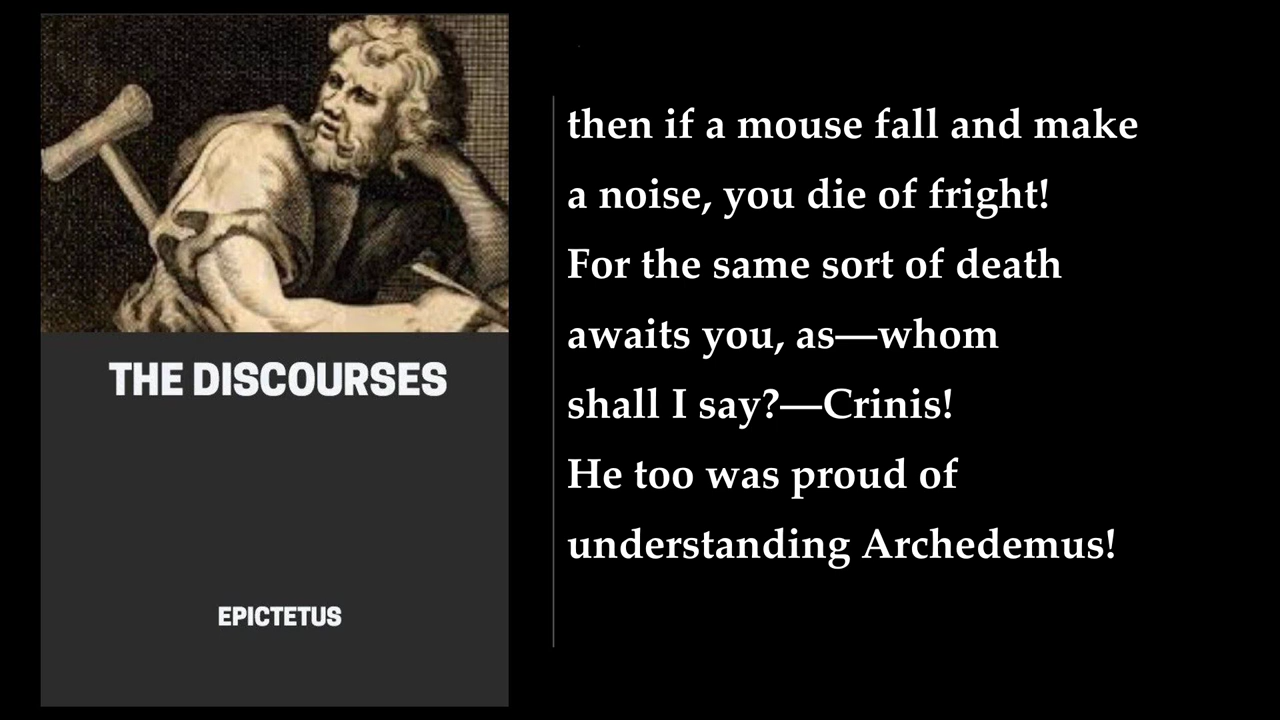 THE DISCOURSES
EPICTETUS
then if a mouse fall and make
a noise, you die of fright!
For the same sort of death
awaits you, as—whom
shall I say?—Crinis!
He too was proud of
understanding Archedemus!